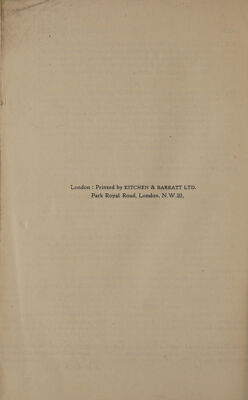 London : Printed by KITCHEN & BARRATT LTD.
Park Royal Road, London, N.W.10.